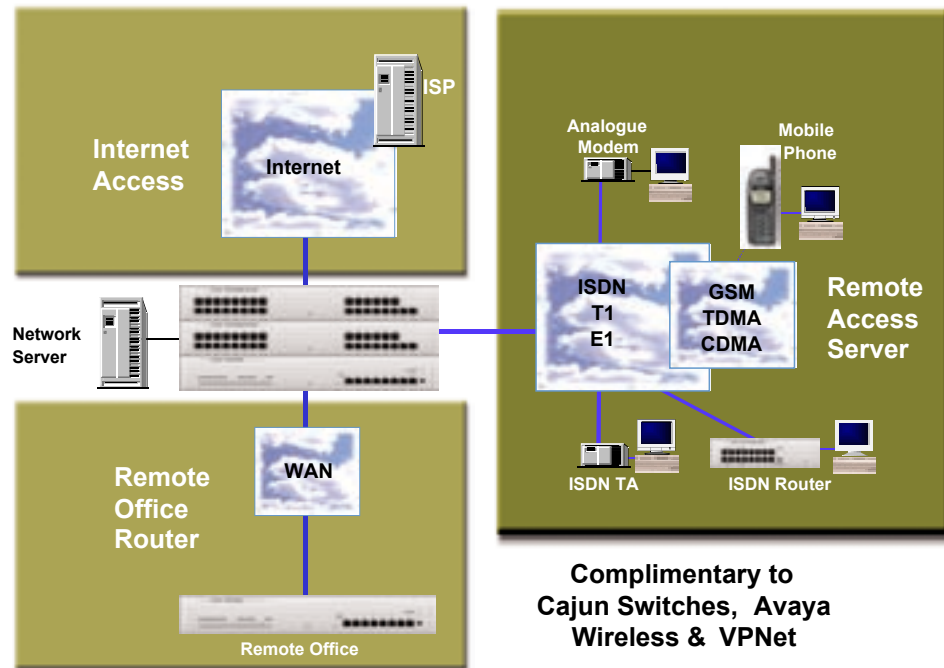 ISP
Internet
Access
Internet
Network
Server
Remote
Office
Router
WAN
Remote Office
Analogue
Modem
Mobile
Phone
ISDN
T1
E1
GSM
TDMA
CDMA
Remote
Access
Server
ISDN TA
ISDN Router
Complimentary to
Cajun Switches, Avaya
Wireless & VPNet